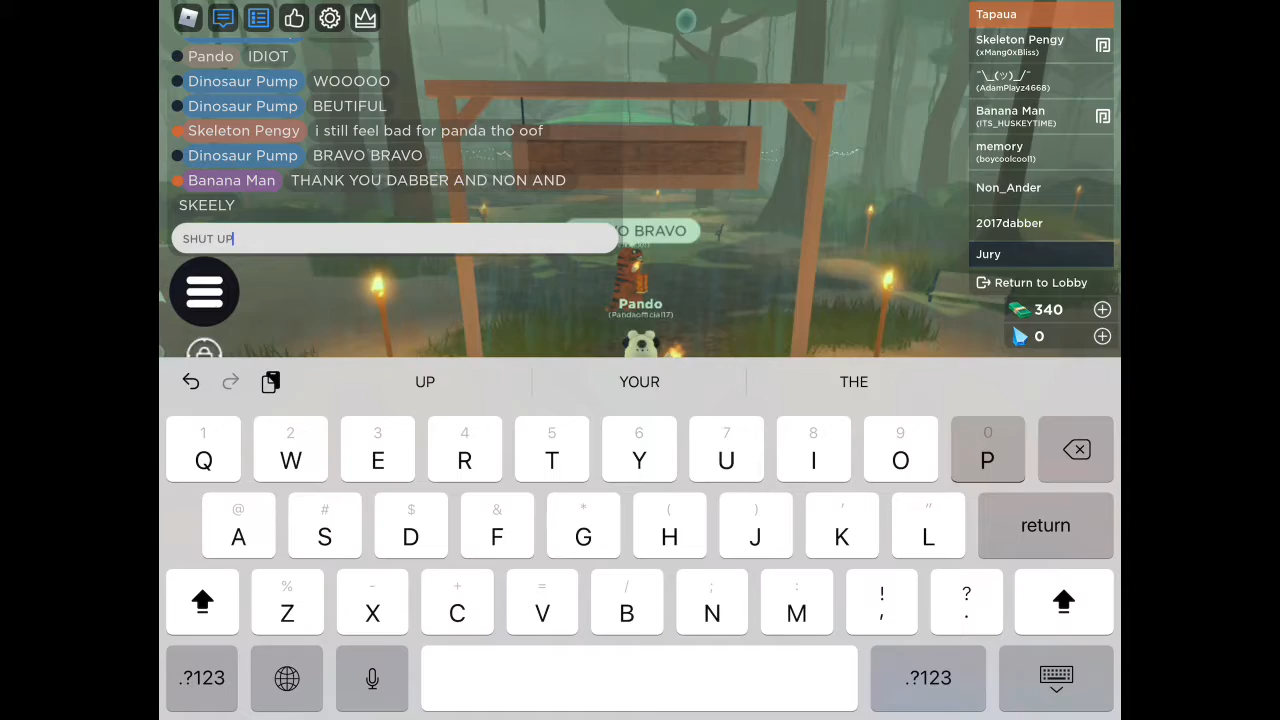 Pando IDIOT
Dinosaur Pump WOOOOO
Dinosaur Pump BEUTIFUL
Skeleton Pengy i still feel bad for panda tho oof
Dinosaur Pump BRAVO BRAVO
Banana Man THANK YOU DABBER AND NON AND
SKEELY
SHUT UP
VO BRAVO
Pando
(Pandaofficial17)
Tapaua
Skeleton Pengy
(xMang0xBliss)
¯\_(ツ)_/¯
(AdamPlayz4668)
Banana Man
(ITS_HUSKEYTIME)
memory
(boycoolcool1)
Non_Ander
2017dabber
Jury
Return to Lobby
340
0
UP YOUR THE
1 2 3 4 5 6 7 8 9 0
Q W E R T Y U I O P
@ # $ & * ( ) ' "
A S D F G H J K L return
% - + = / ; : ! ?
Z X C V B N M , .
.?123 .?123